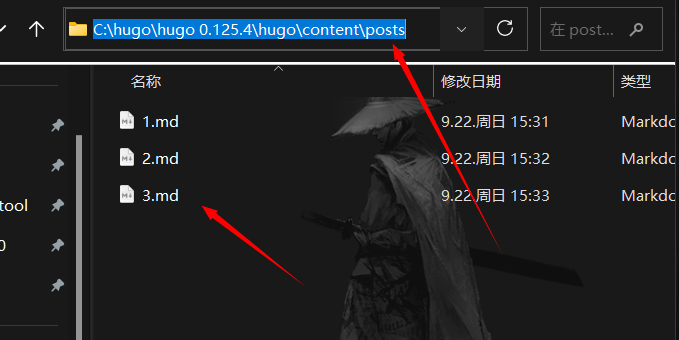 C:\hugo\hugo 0.125.4\hugo\content\posts
在 post...
名称 修改日期 类型
1.md 9.22.周日 15:31 Markdo
2.md 9.22.周日 15:32 Markdo
tool 3.md 9.22.周日 15:33 Markdo
0